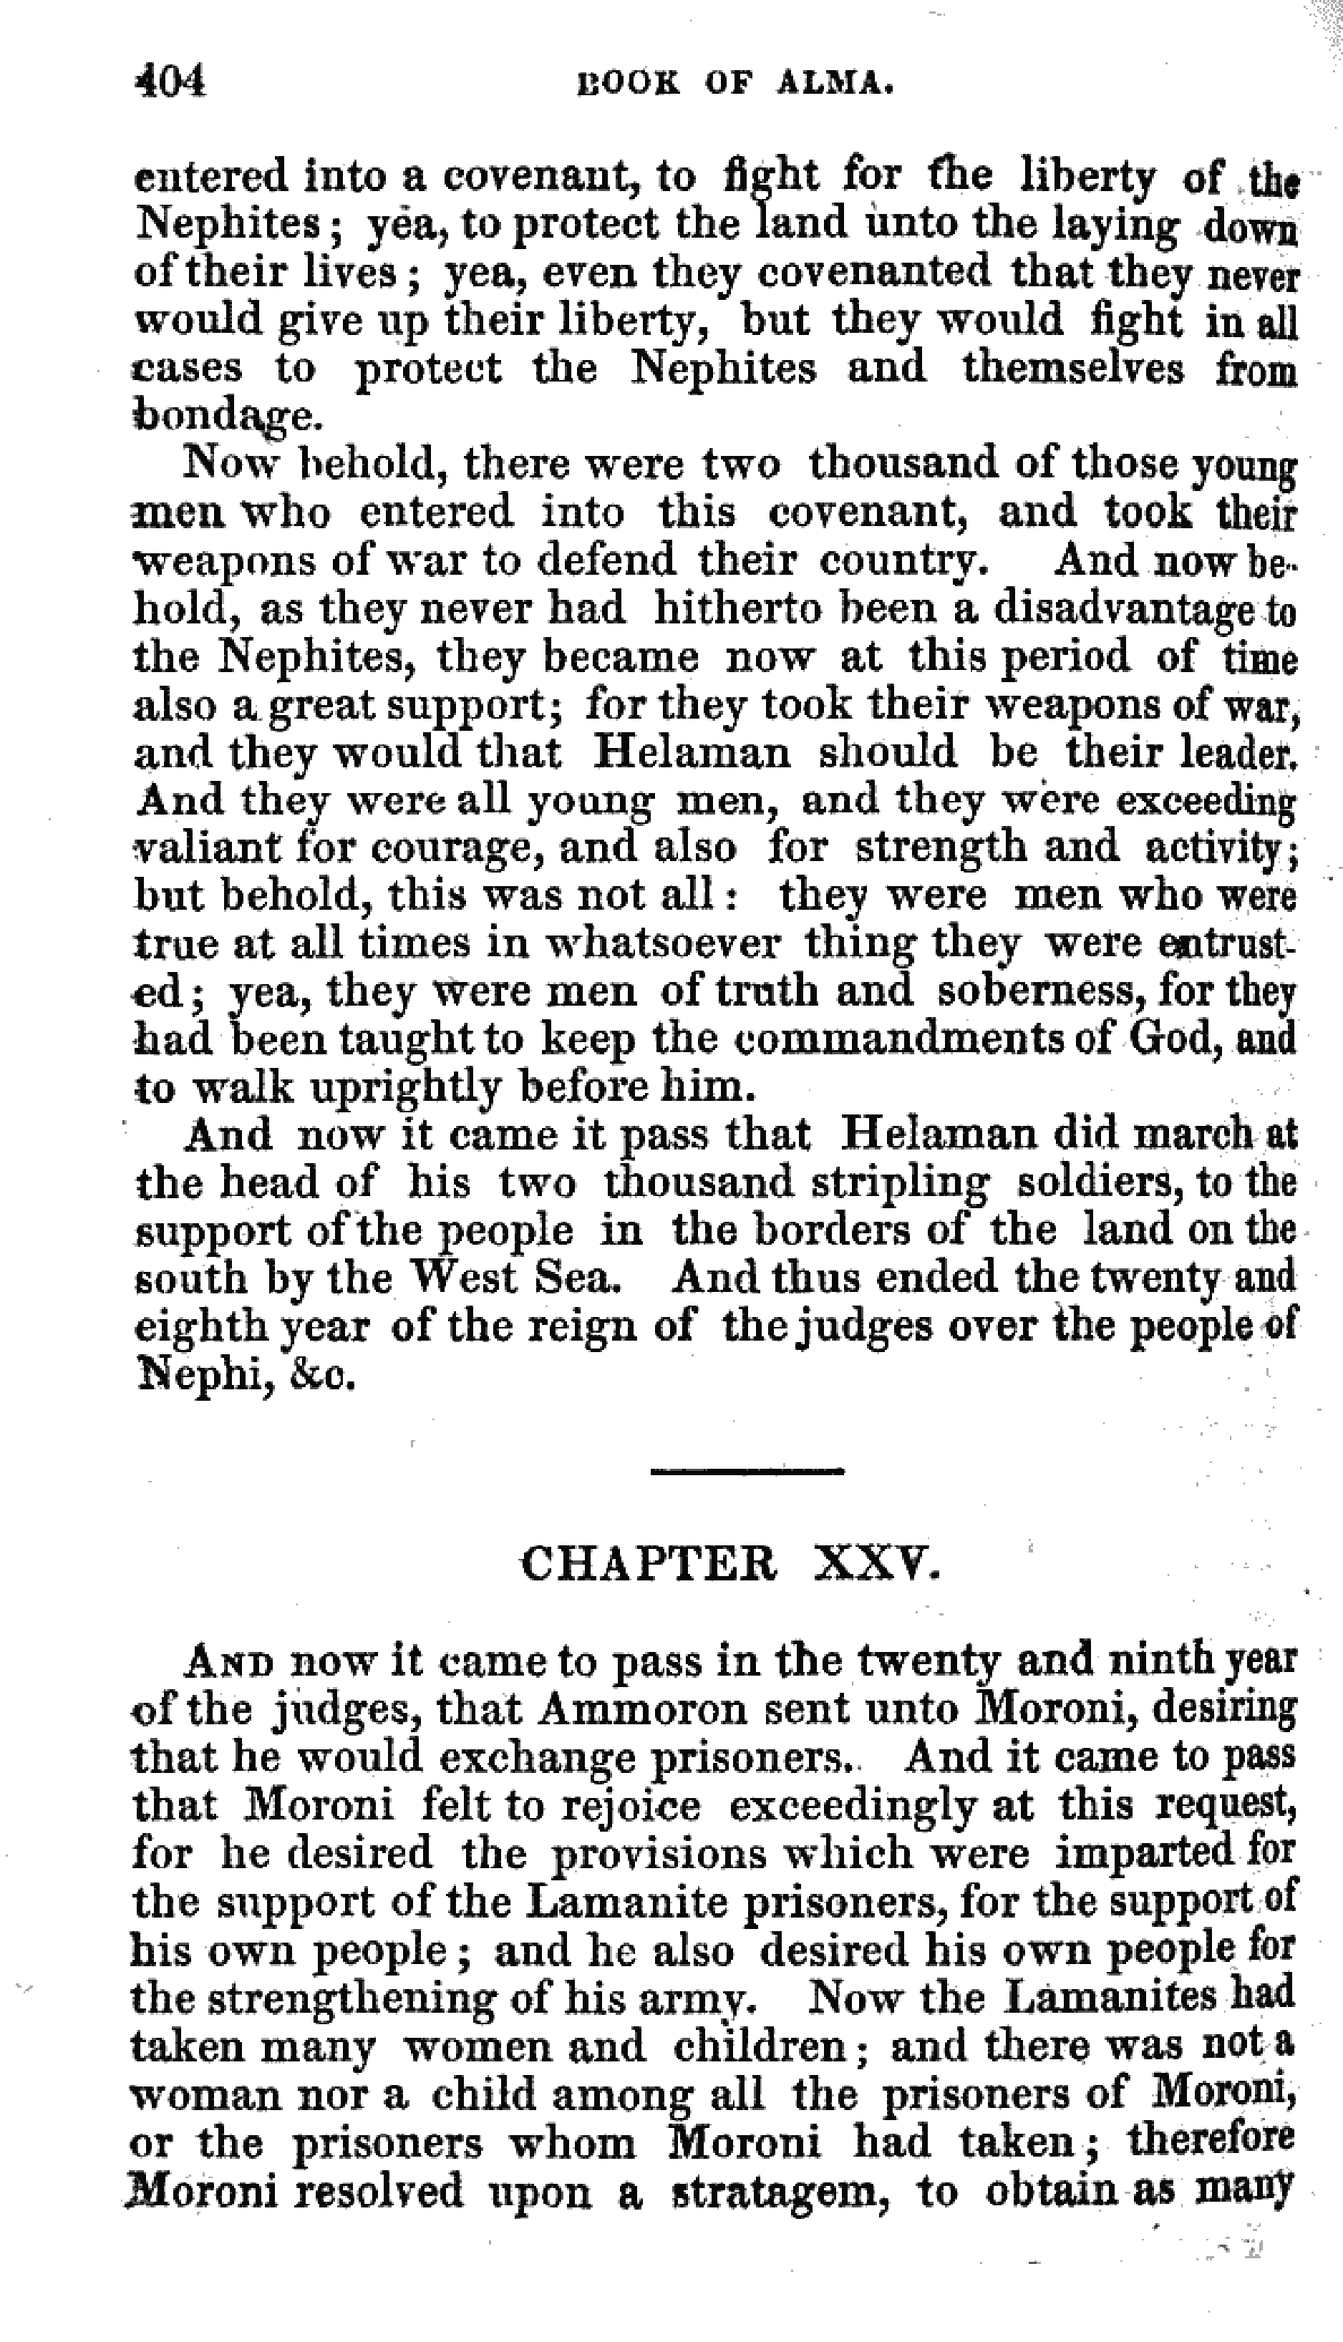 404 BOOK OF ALMA.
entered into a covenant, to fight for the liberty of the
Nephites; yea, to protect the land unto the laying down
of their lives; yea, even they covenanted that they never
would give up their liberty, but they would fight in all
cases to protect the Nephites and themselves from
bondage.
Now behold, there were two thousand of those young
men who entered into this covenant, and took their
weapons of war to defend their country. And now be-
hold, as they never had hitherto been a disadvantage to
the Nephites, they became now at this period of time
also a great support; for they took their weapons of war,
and they would that Helaman should be their leader.
And they were all young men, and they were exceeding
valiant for courage, and also for strength and activity;
but behold, this was not all: they were men who were
true at all times in whatsoever thing they were entrust-
ed; yea, they were men of truth and soberness, for they
had been taught to keep the commandments of God, and
to walk uprightly before him.
And now it came it pass that Helaman did march at
the head of his two thousand stripling soldiers, to the
support of the people in the borders of the land on the
south by the West Sea. And thus ended the twenty and
eighth year of the reign of the judges over the people of
Nephi, &c.
CHAPTER XXV.
AND now it came to pass in the twenty and ninth year
of the judges, that Ammoron sent unto Moroni, desiring
that he would exchange prisoners. And it came to pass
that Moroni felt to rejoice exceedingly at this request,
for he desired the provisions which were imparted for
the support of the Lamanite prisoners, for the support of
his own people; and he also desired his own people for
the strengthening of his army. Now the Lamanites had
taken many women and children; and there was not a
woman nor a child among all the prisoners of Moroni,
or the prisoners whom Moroni had taken; therefore
Moroni resolved upon a stratagem, to obtain as many